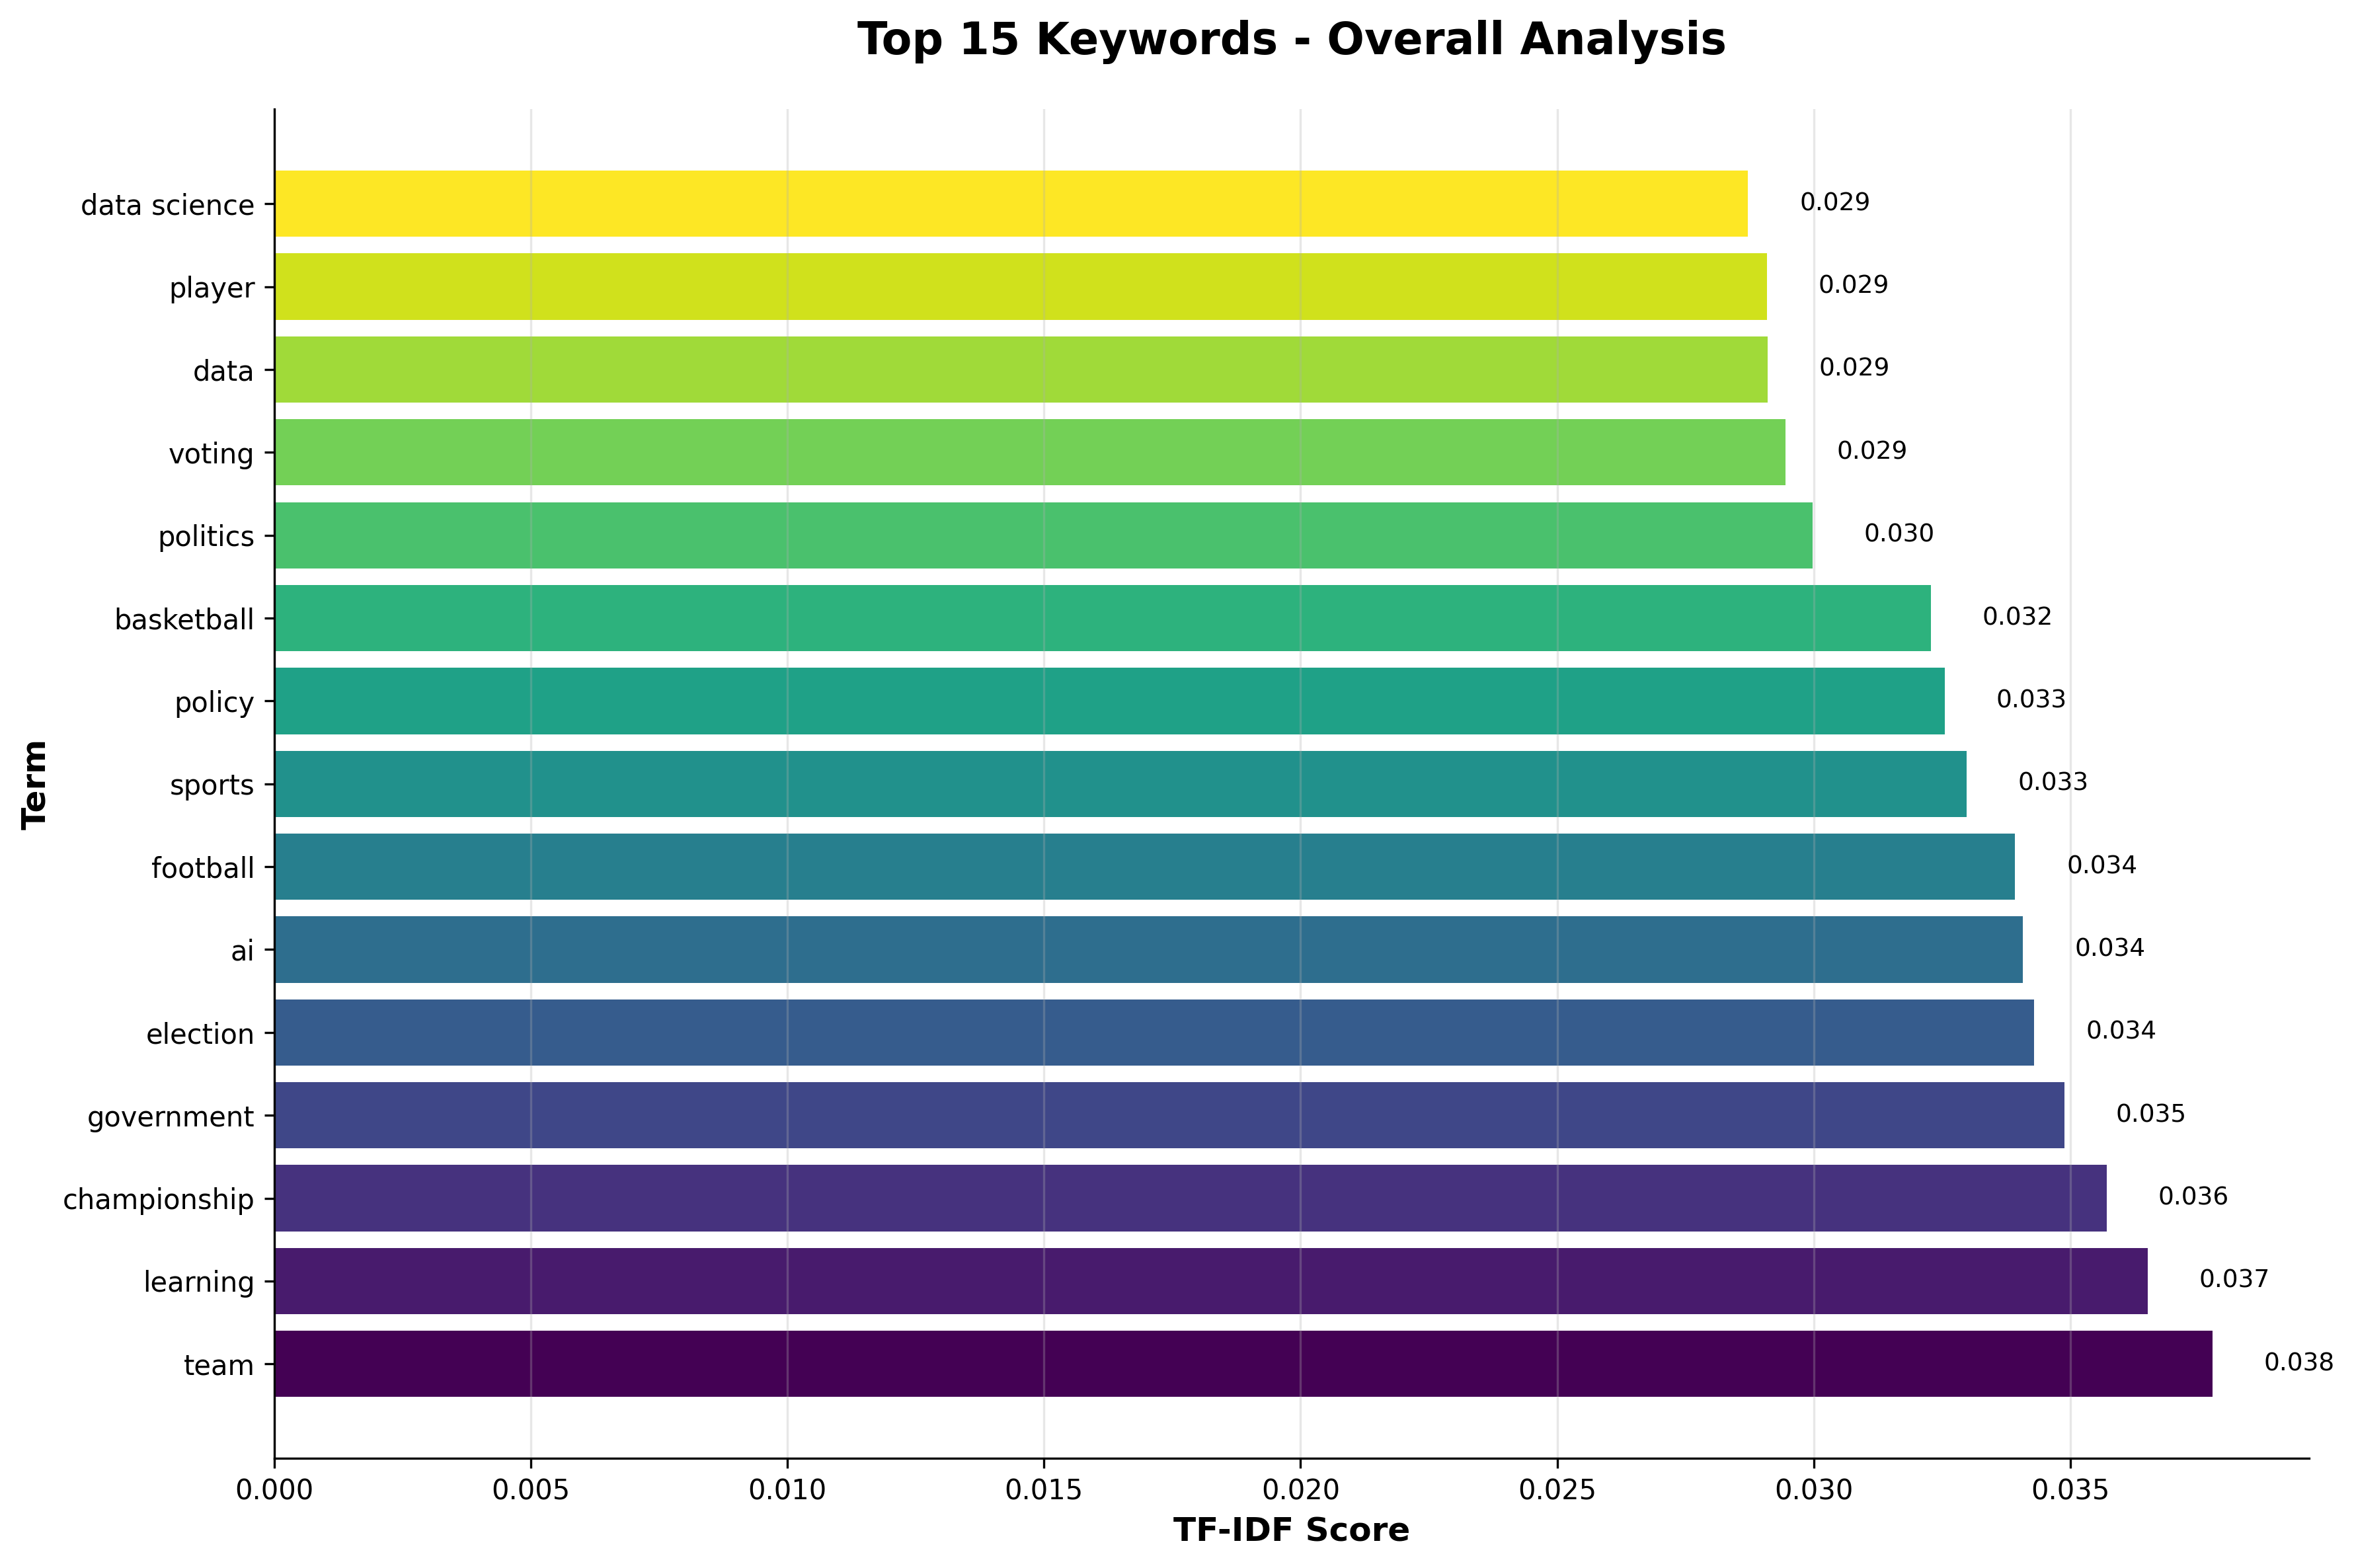 Top 15 Keywords - Overall Analysis
data science 0.029
player 0.029
data 0.029
voting 0.029
politics 0.030
basketball 0.032
policy 0.033
sports 0.033
football 0.034
ai 0.034
election 0.034
government 0.035
championship 0.036
learning 0.037
team 0.038
Term
0.000 0.005 0.010 0.015 0.020 0.025 0.030 0.035
TF-IDF Score